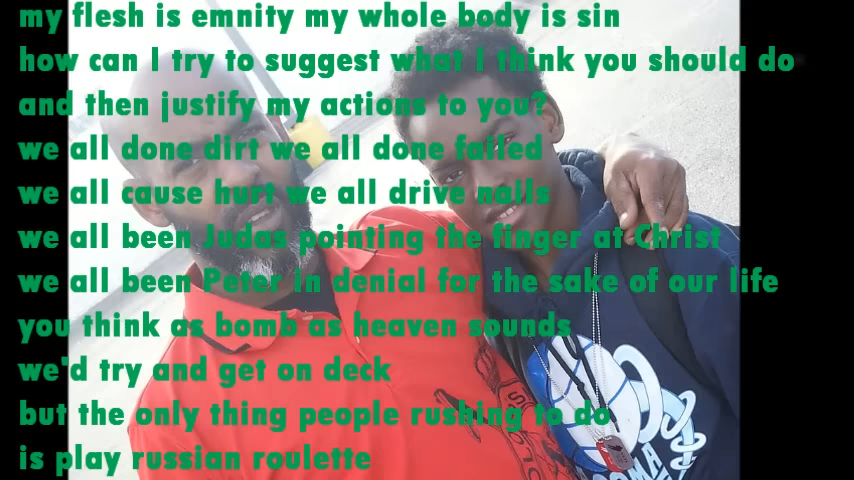 my flesh is emnity my whole body is sin
how can I try to suggest what I think you should do
and then justify my actions to you?
we all done dirt we all done failed
we all cause hurt we all drive nails
we all been Judas pointing the finger at Christ
we all been Peter in denial for the sake of our life
you think as bomb as heaven sounds
we'd try and get on deck
but the only thing people rushing to do
is play russian roulette